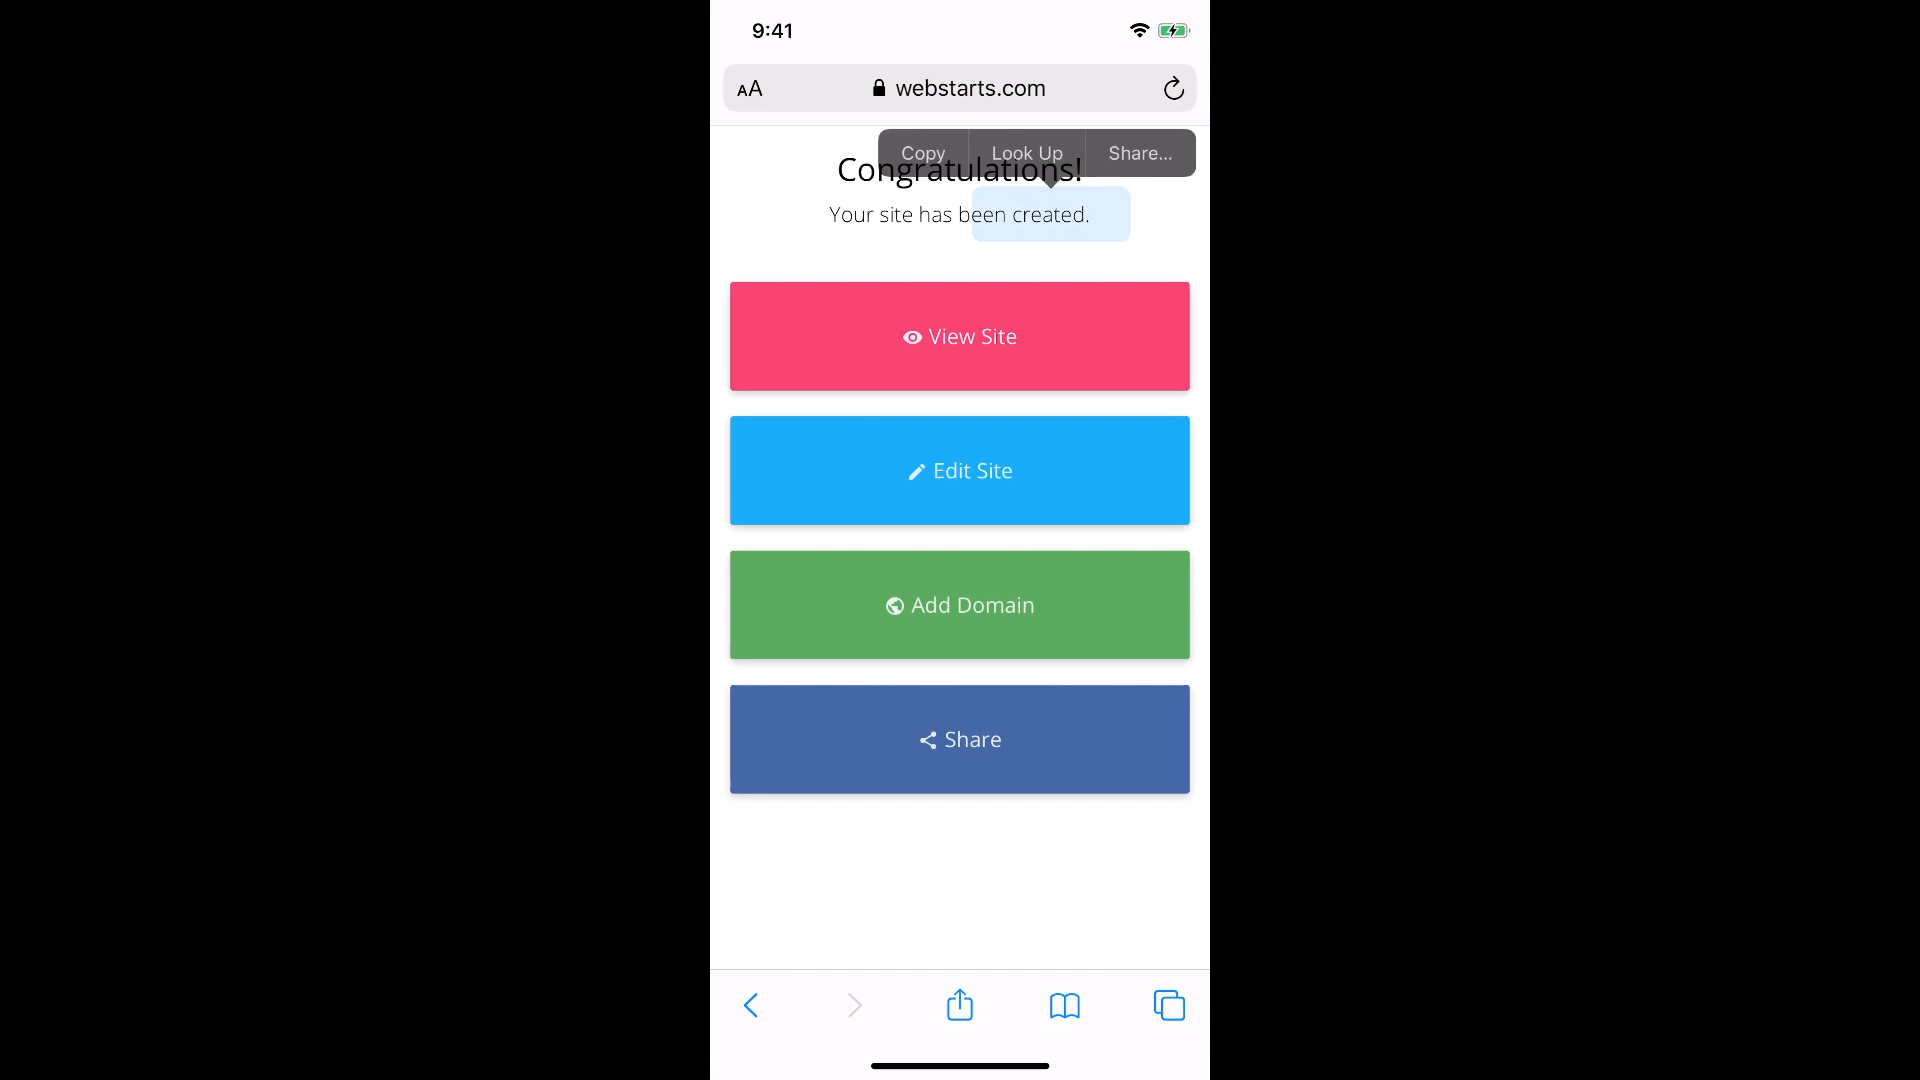 9:41
AA webstarts.com
Copy Look Up Share...
Congratulations!
Your site has been created.
View Site
Edit Site
Add Domain
Share